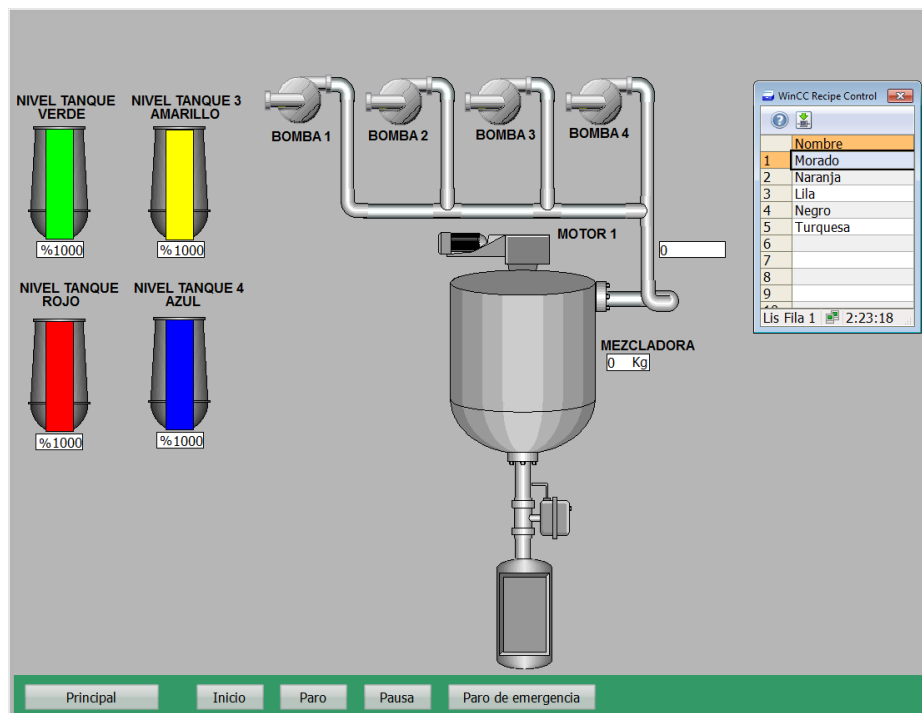 NIVEL TANQUE
VERDE
NIVEL TANQUE 3
AMARILLO
%1000
%1000
NIVEL TANQUE
ROJO
NIVEL TANQUE 4
AZUL
%1000
%1000
BOMBA 1
BOMBA 2
BOMBA 3
BOMBA 4
MOTOR 1
0
MEZCLADORA
0 Kg
WinCC Recipe Control
Nombre
1 Morado
2 Naranja
3 Lila
4 Negro
5 Turquesa
6
7
8
9
Lis Fila 1 2:23:18
Principal
Inicio
Paro
Pausa
Paro de emergencia